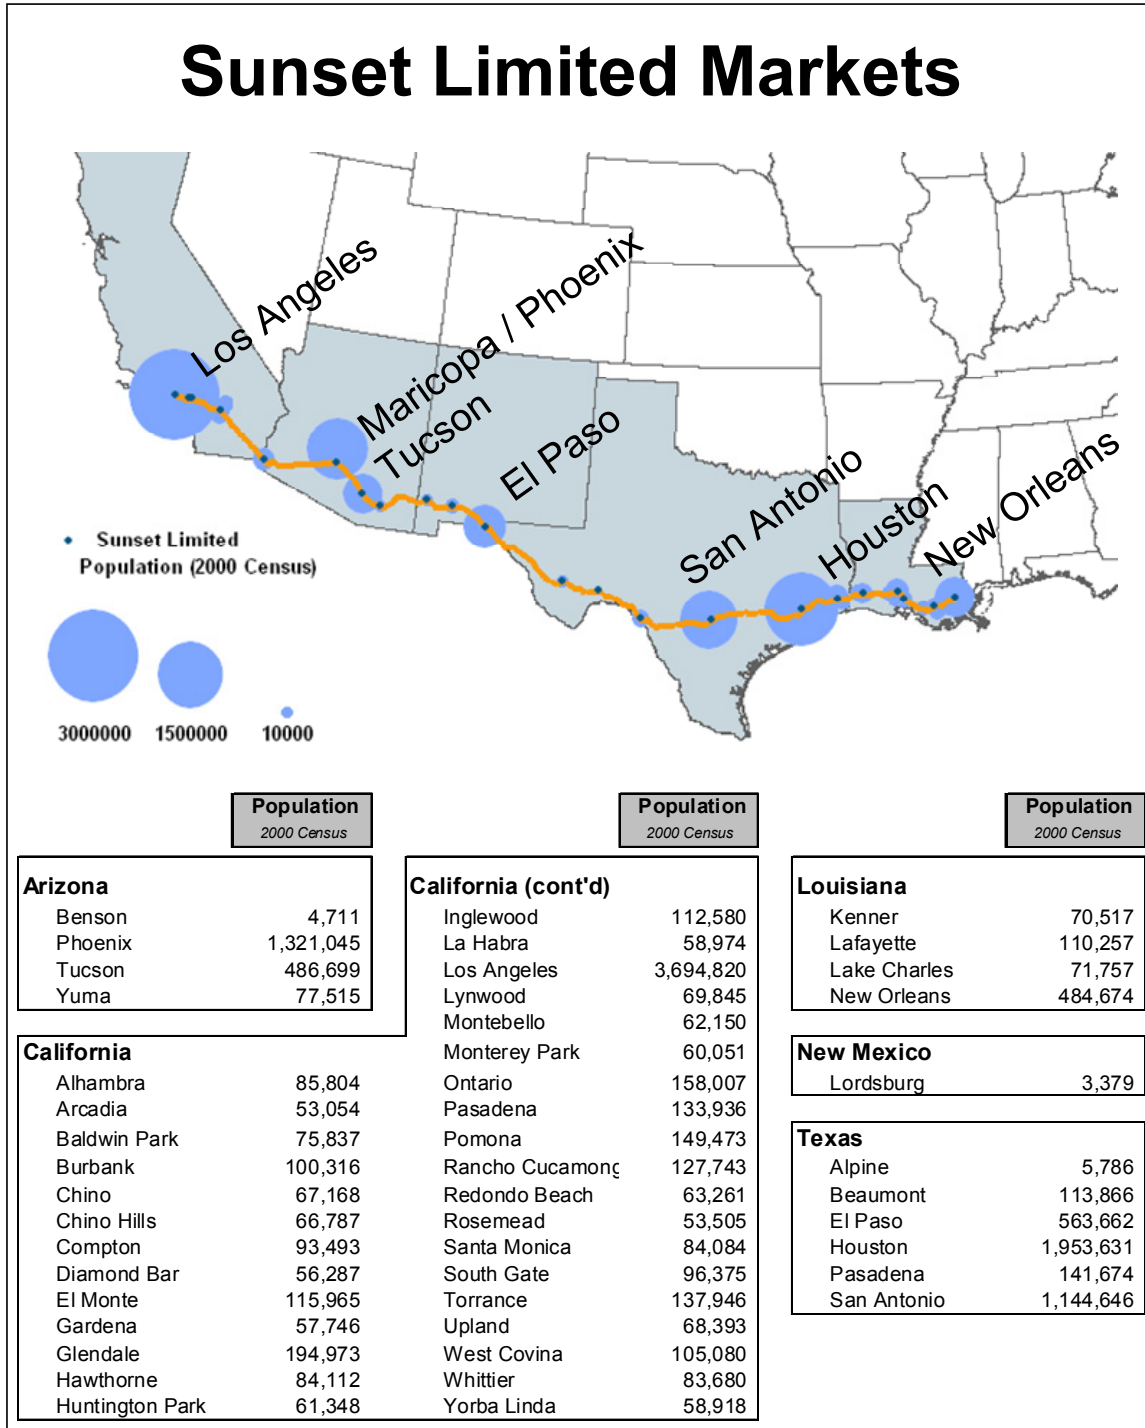 Sunset Limited Markets
Los Angeles
Maricopa / Phoenix
Tucson
El Paso
San Antonio
Houston
New Orleans
Sunset Limited
Population (2000 Census)
3000000 1500000 10000
Population
2000 Census
Arizona
Benson 4,711
Phoenix 1,321,045
Tucson 486,699
Yuma 77,515
California
Alhambra 85,804
Arcadia 53,054
Baldwin Park 75,837
Burbank 100,316
Chino 67,168
Chino Hills 66,787
Compton 93,493
Diamond Bar 56,287
El Monte 115,965
Gardena 57,746
Glendale 194,973
Hawthorne 84,112
Huntington Park 61,348
Population
2000 Census
California (cont'd)
Inglewood 112,580
La Habra 58,974
Los Angeles 3,694,820
Lynwood 69,845
Montebello 62,150
Monterey Park 60,051
Ontario 158,007
Pasadena 133,936
Pomona 149,473
Rancho Cucamong 127,743
Redondo Beach 63,261
Rosemead 53,505
Santa Monica 84,084
South Gate 96,375
Torrance 137,946
Upland 68,393
West Covina 105,080
Whittier 83,680
Yorba Linda 58,918
Population
2000 Census
Louisiana
Kenner 70,517
Lafayette 110,257
Lake Charles 71,757
New Orleans 484,674
New Mexico
Lordsburg 3,379
Texas
Alpine 5,786
Beaumont 113,866
El Paso 563,662
Houston 1,953,631
Pasadena 141,674
San Antonio 1,144,646